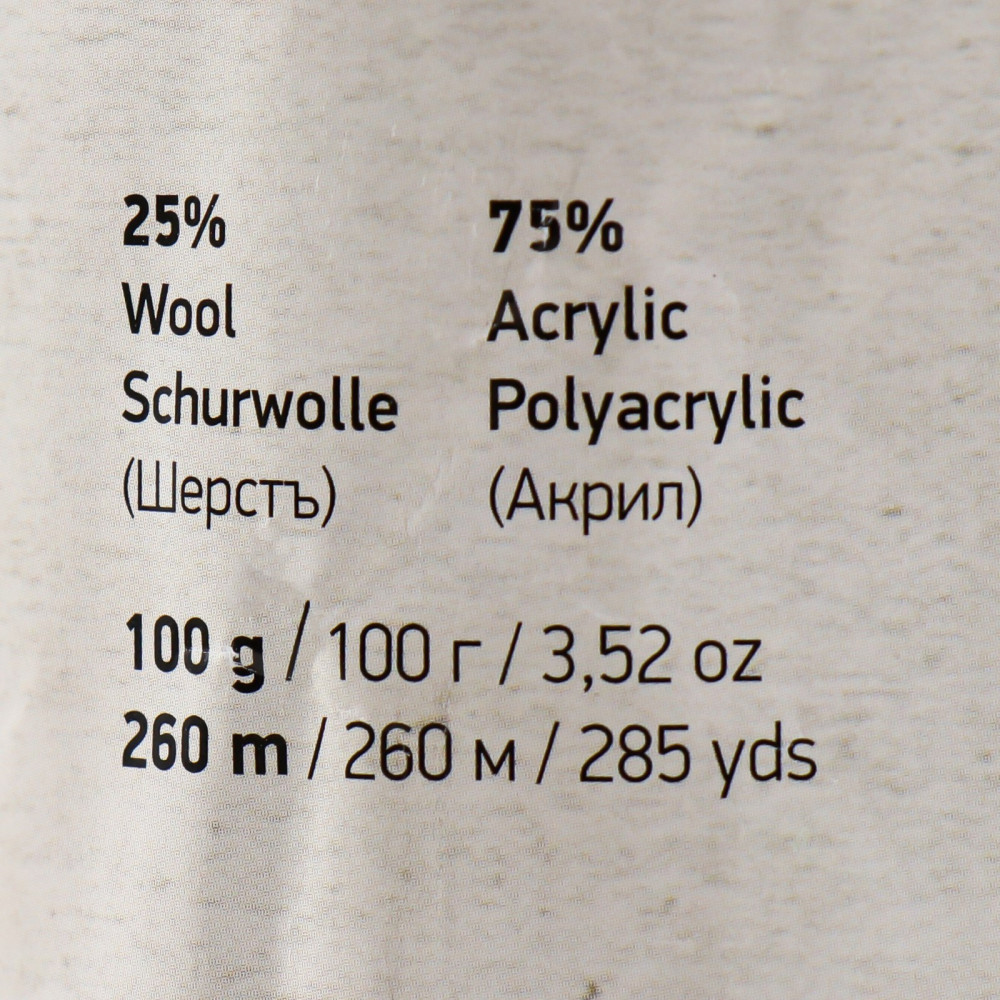 25%
Wool
Schurwolle
(Шерстъ)
75%
Acrylic
Polyacrylic
(Акрил)
100 g / 100 г / 3,52 oz
260 m / 260 м / 285 yds